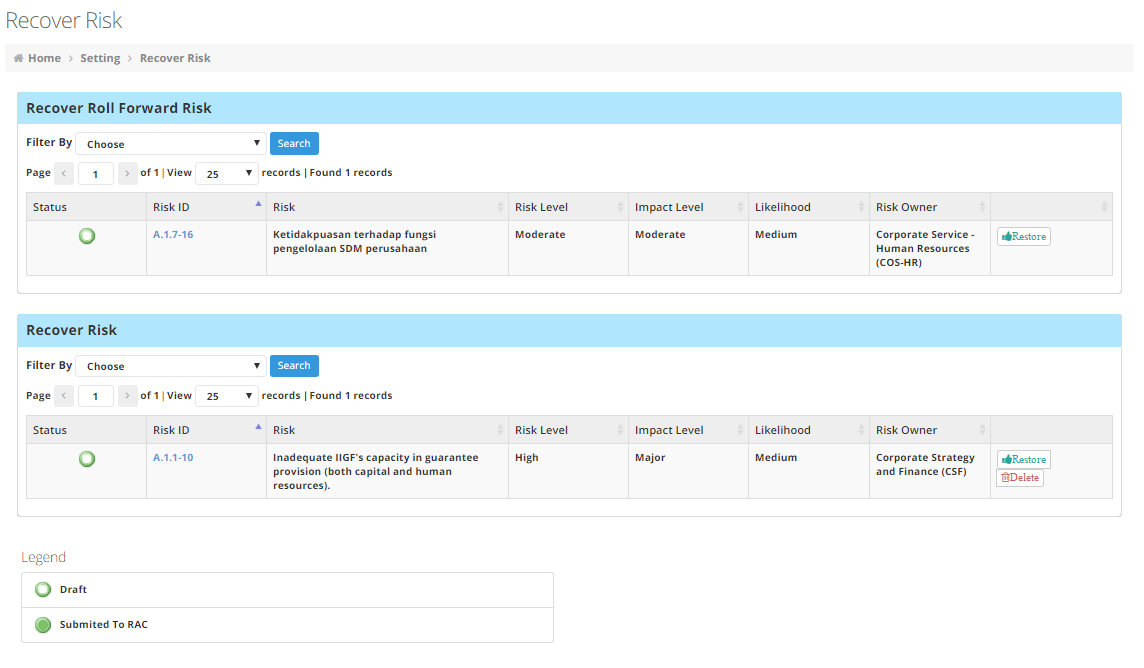 Recover Risk
Home > Setting > Recover Risk
Recover Roll Forward Risk
Filter By Choose Search
Page < 1 > of 1 | View 25 records | Found 1 records
Status Risk ID Risk Risk Level Impact Level Likelihood Risk Owner
A.1.7-16 Ketidakpuasan terhadap fungsi Moderate Moderate Medium Corporate Service - Restore
pengelolaan SDM perusahaan Human Resources
(COS-HR)
Recover Risk
Filter By Choose Search
Page < 1 > of 1 | View 25 records | Found 1 records
Status Risk ID Risk Risk Level Impact Level Likelihood Risk Owner
A.1.1-10 Inadequate IIGF's capacity in guarantee High Major Medium Corporate Strategy Restore
provision (both capital and human and Finance (CSF) Delete
resources).
Legend
Draft
Submited To RAC